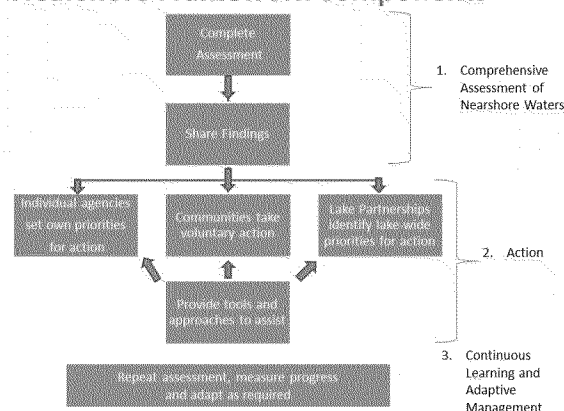 Complete
Assessment
Share Findings
1. Comprehensive
Assessment of
Nearshore Waters
Individual agencies
set own priorities
for action
Communities take
voluntary action
Lake Partnerships
identify lake-wide
priorities for action
2. Action
Provide tools and
approaches to assist
3. Continuous
Learning and
Adaptive
Management
Repeat assessment, measure progress
and adapt as required